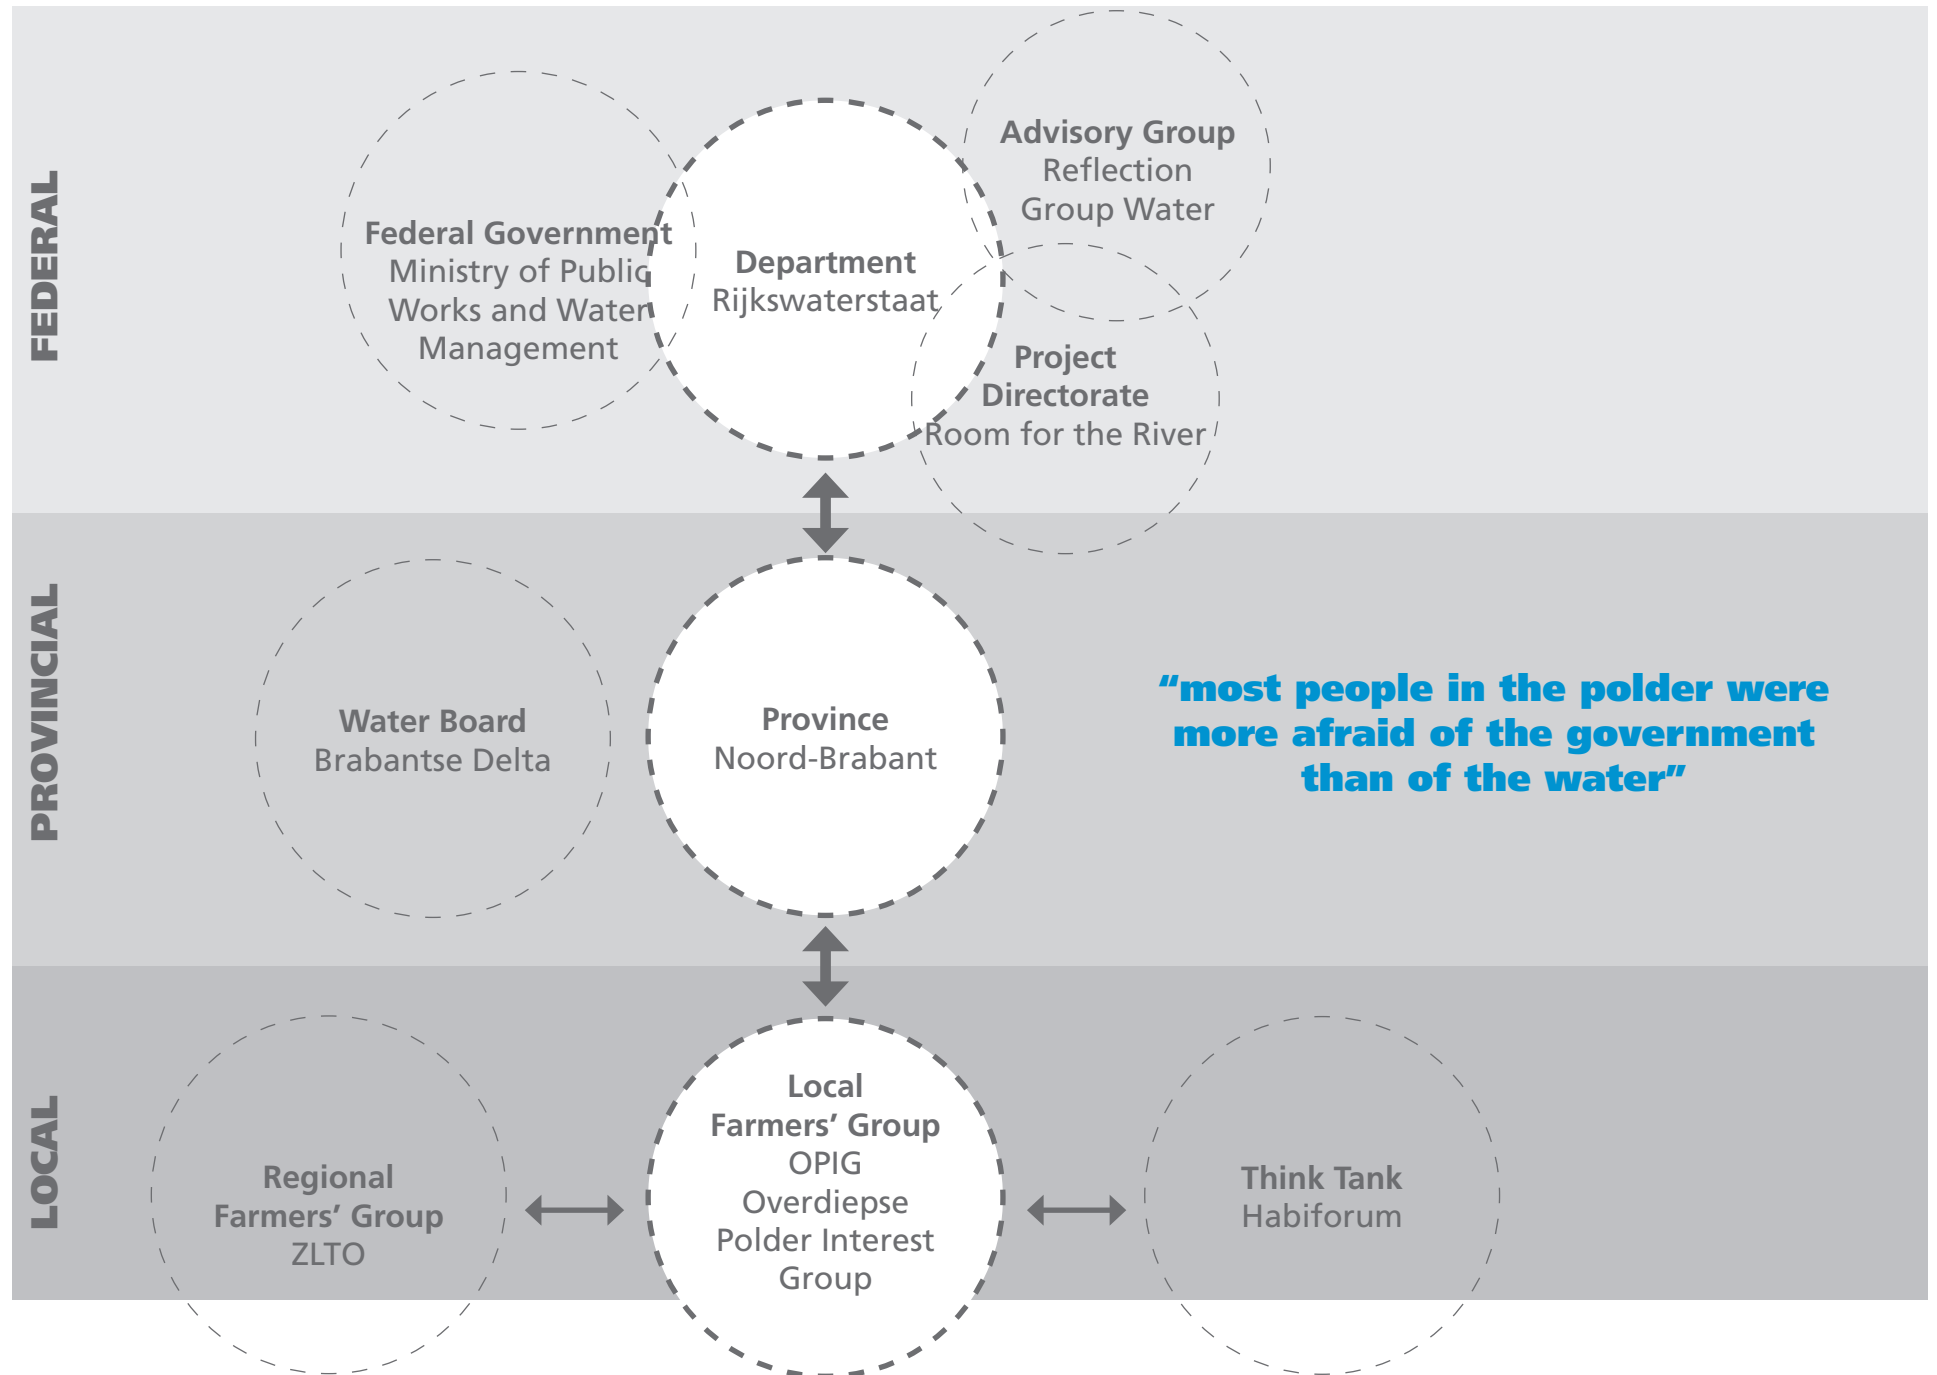 FEDERAL
Federal Government
Ministry of Public
Works and Water
Management
Department
Rijkswaterstaat
Advisory Group
Reflection
Group Water
Project
Directorate
Room for the River
PROVINCIAL
Water Board
Brabantse Delta
Province
Noord-Brabant
“most people in the polder were
more afraid of the government
than of the water”
LOCAL
Regional
Farmers’ Group
ZLTO
Local
Farmers’ Group
OPIG
Overdiepse
Polder Interest
Group
Think Tank
Habiforum